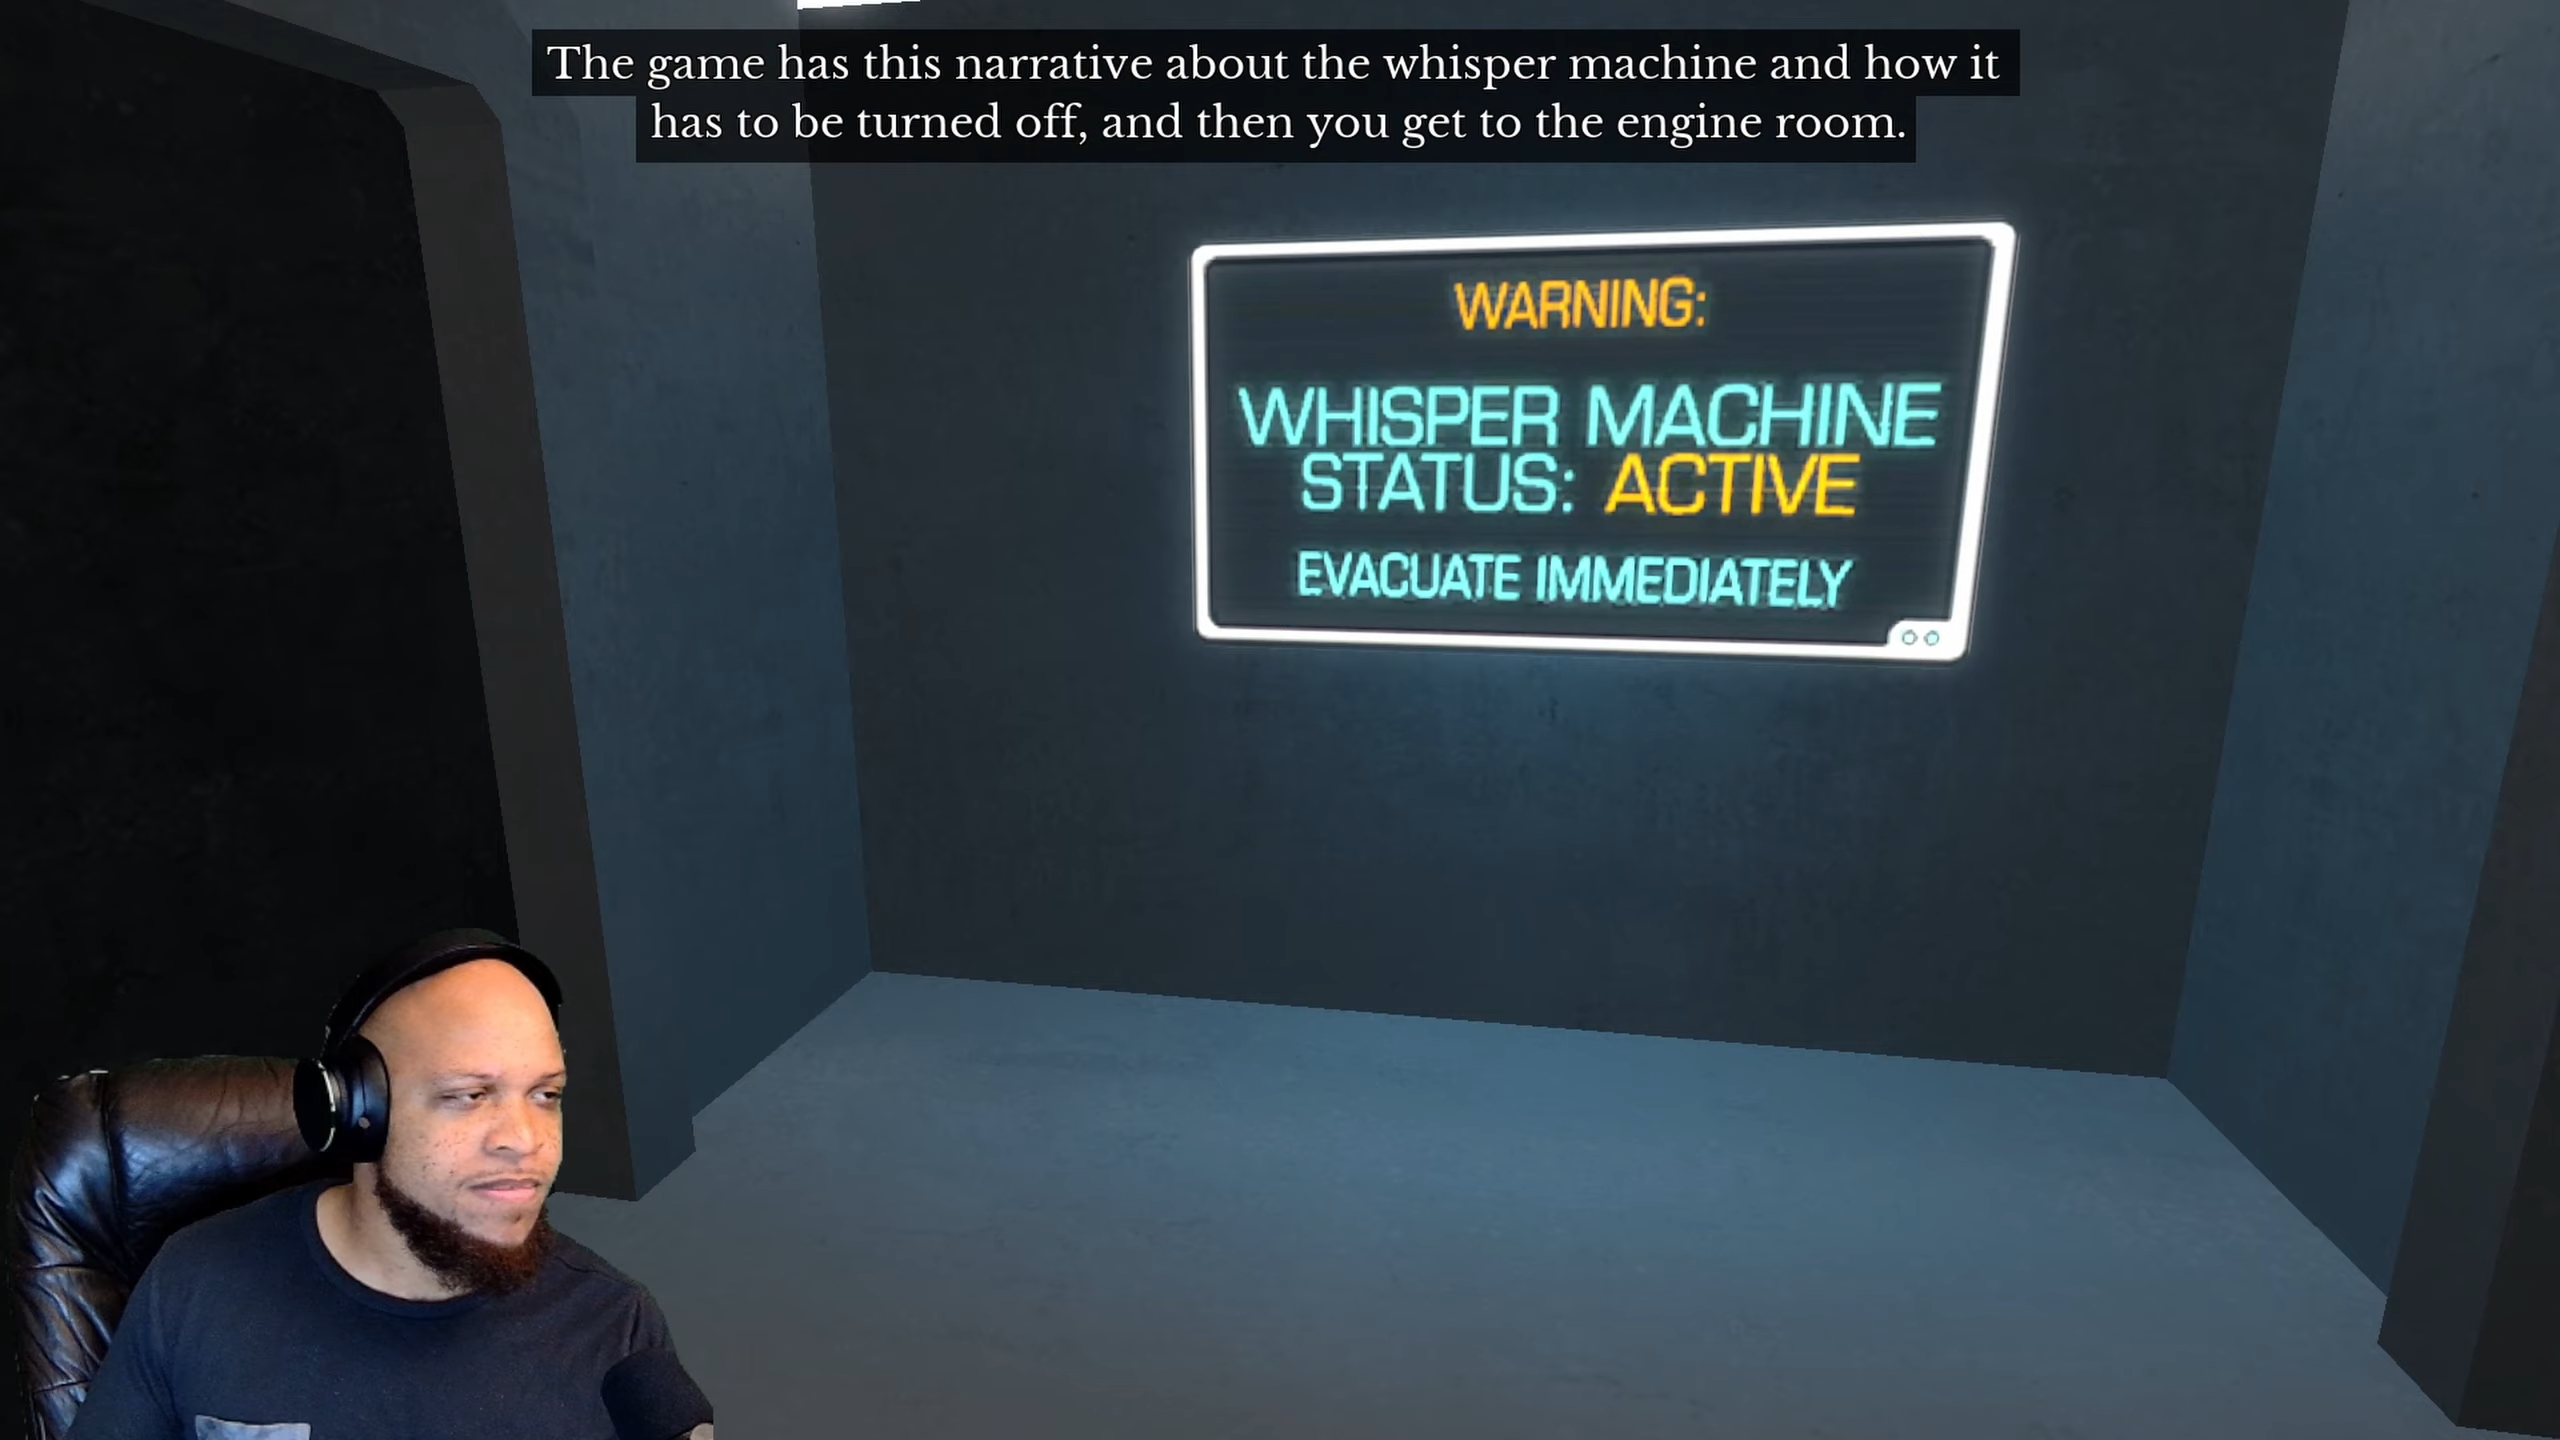 The game has this narrative about the whisper machine and how it
has to be turned off, and then you get to the engine room.
WARNING:
WHISPER MACHINE
STATUS: ACTIVE
EVACUATE IMMEDIATELY